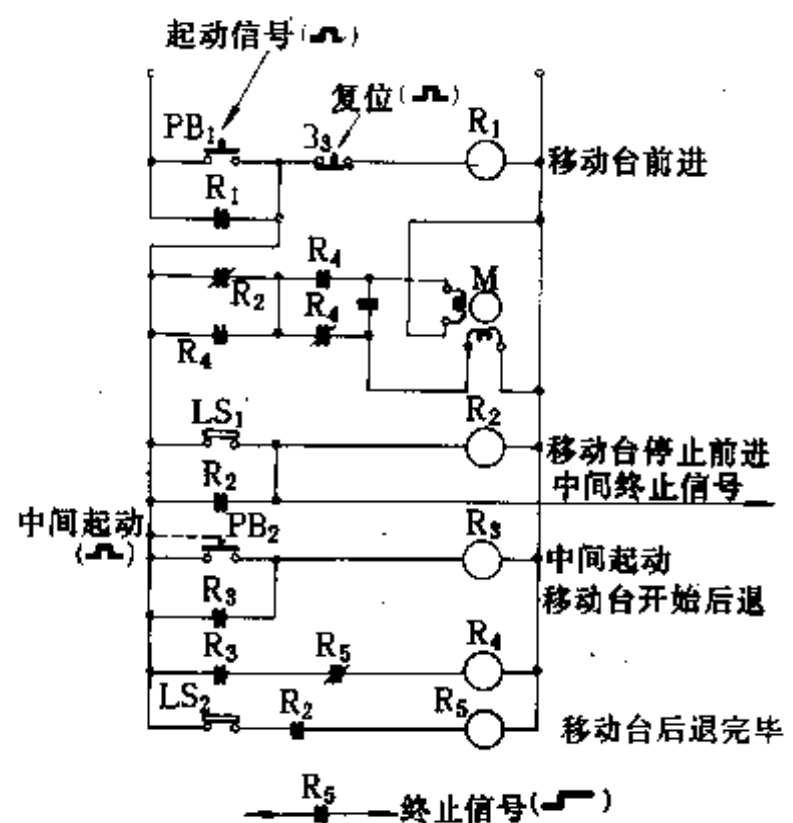 起动信号( )
复位( )
PB₁
B₃
R₁
移动台前进
R₁
R₄
R₂
M
R₄
R₄
LS₁
R₂
移动台停止前进
R₂
中间终止信号
中间起动
( )
PB₂
R₃
中间起动
R₃
移动台开始后退
R₃
R₅
R₄
LS₂
R₂
R₅
移动台后退完毕
R₅
终止信号( )